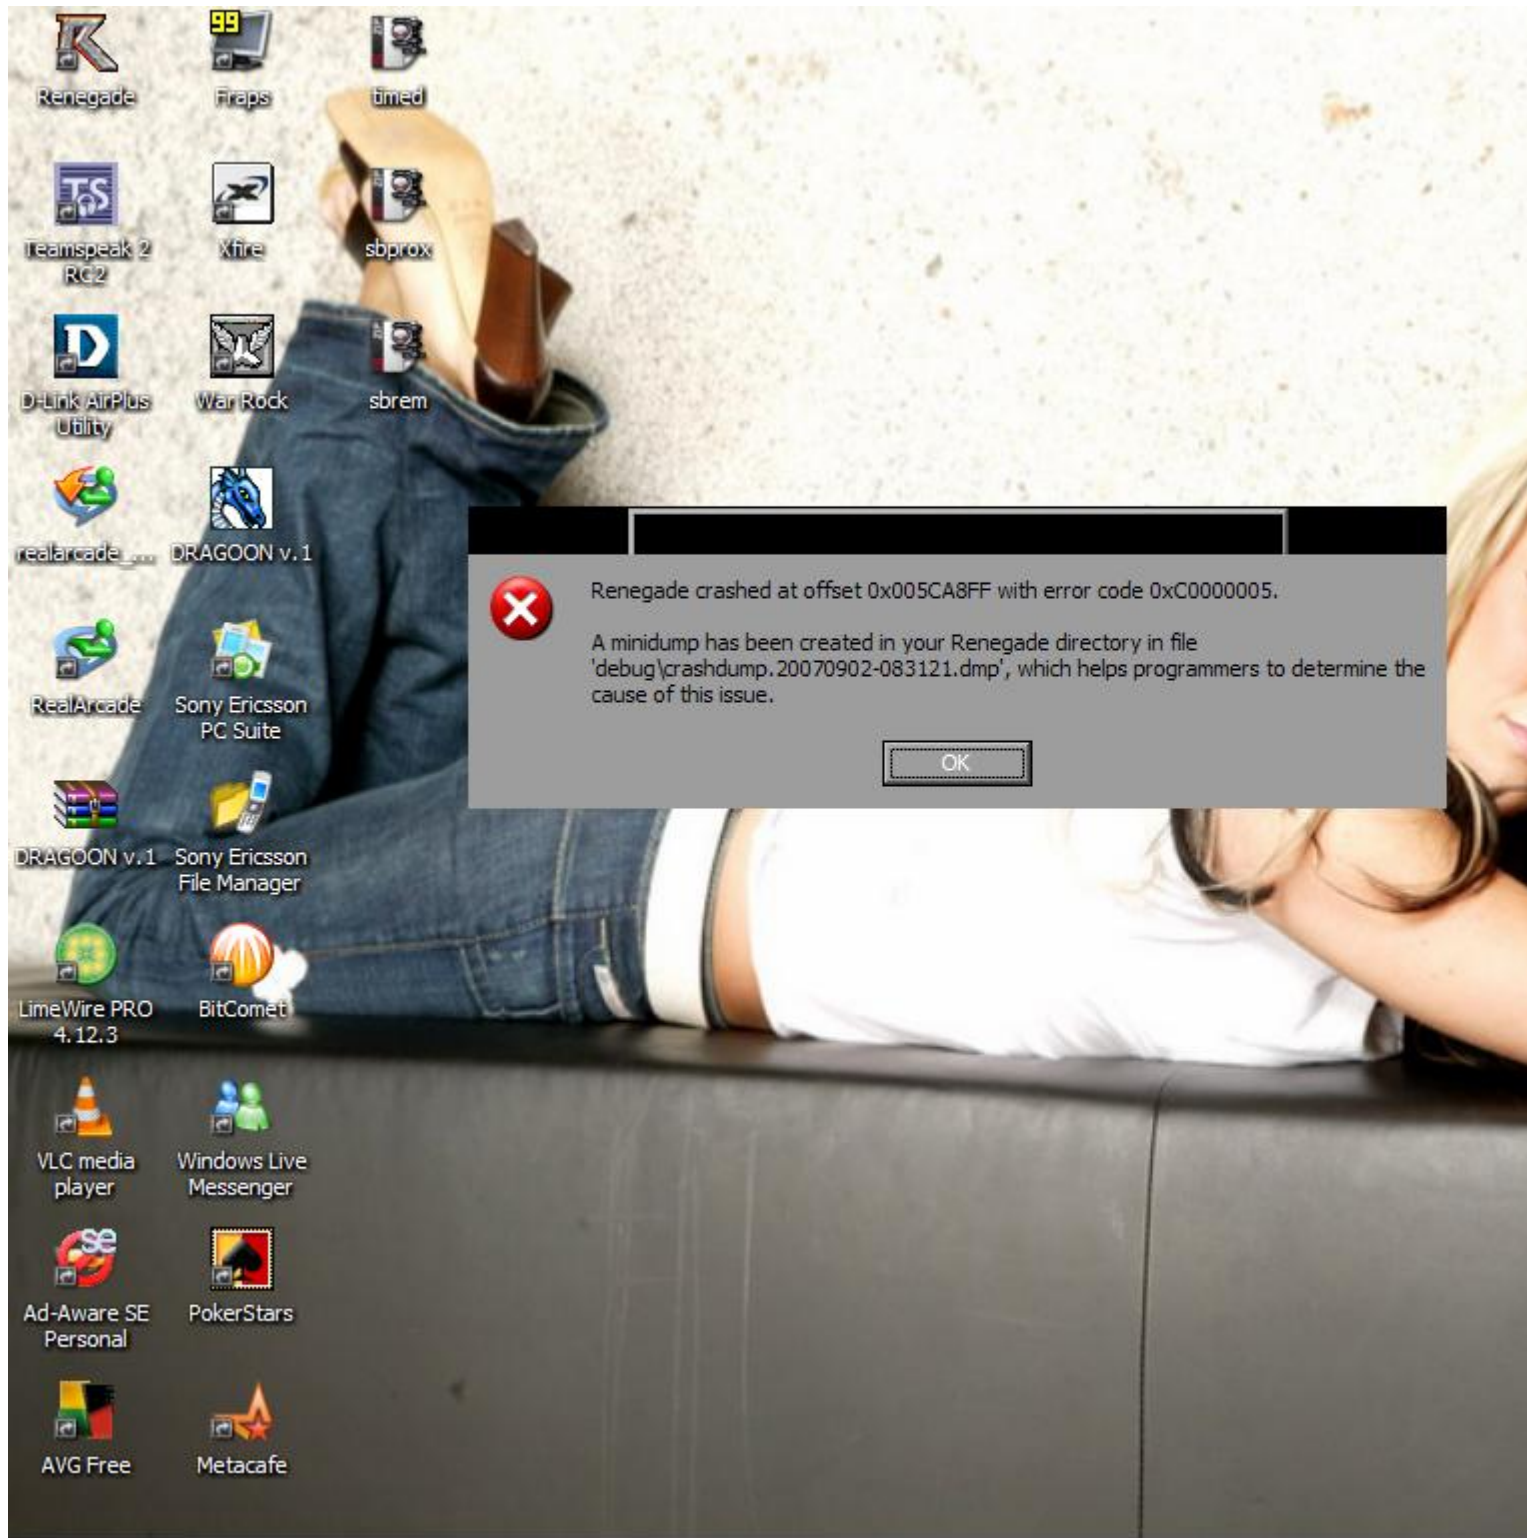 99
Renegade
Fraps
timed
TS
Teamspeak 2
RC2
Xfire
sbprox
D
D-Link AirPlus
Utility
War Rock
sbrem
realarcade_...
DRAGOON v.1
Renegade crashed at offset 0x005CA8FF with error code 0xC0000005.
A minidump has been created in your Renegade directory in file
'debug\crashdump.20070902-083121.dmp', which helps programmers to determine the
cause of this issue.
OK
RealArcade
Sony Ericsson
PC Suite
DRAGOON v.1
Sony Ericsson
File Manager
LimeWire PRO
4.12.3
BitComet
VLC media
player
Windows Live
Messenger
se
Ad-Aware SE
Personal
PokerStars
AVG Free
Metacafe